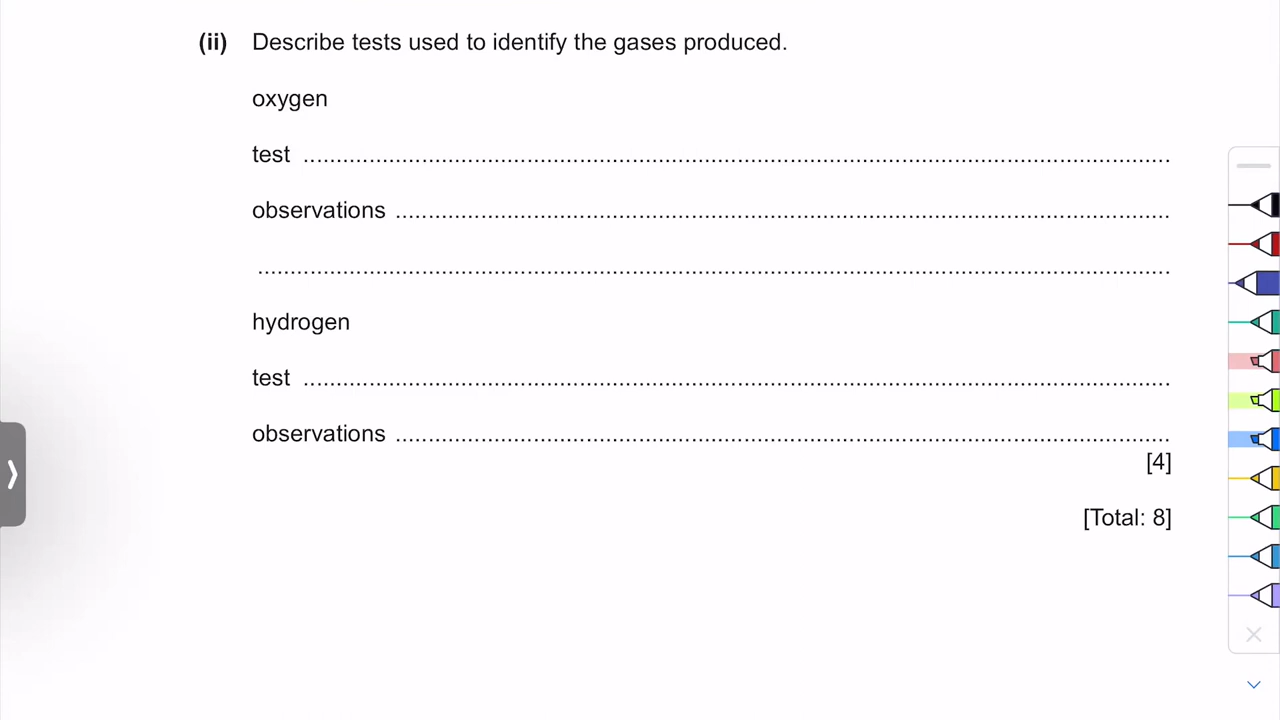 (ii) Describe tests used to identify the gases produced.
oxygen
test ....................................................................................................................................
observations ......................................................................................................................
...........................................................................................................................................
hydrogen
test ....................................................................................................................................
observations ......................................................................................................................
[4]
[Total: 8]